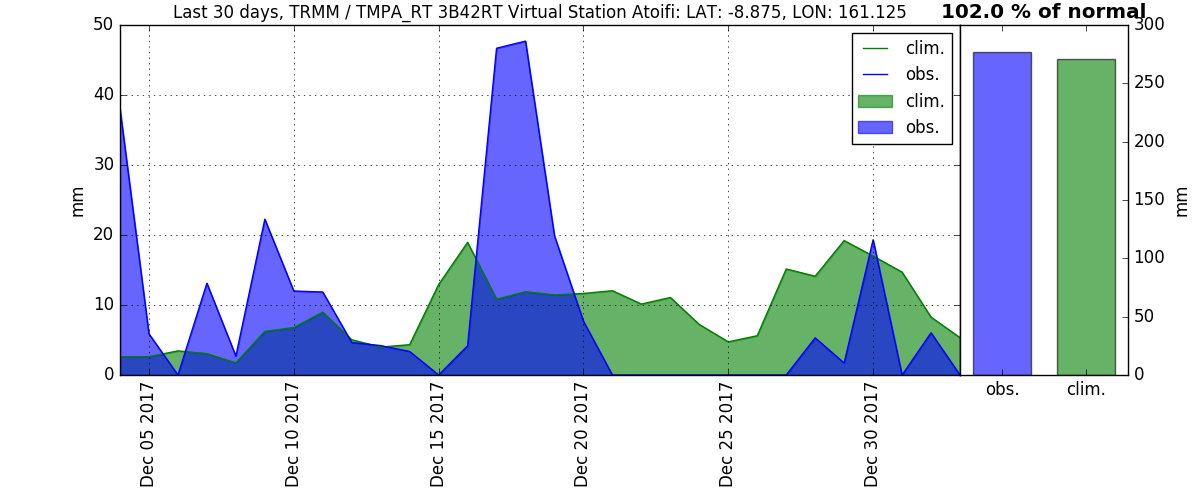 Last 30 days, TRMM / TMPA_RT 3B42RT Virtual Station Atoifi: LAT: -8.875, LON: 161.125
102.0 % of normal
50
40
30
20
10
0
mm
clim.
obs.
clim.
obs.
300
250
200
150
100
50
0
mm
obs.
clim.
Dec 05 2017
Dec 10 2017
Dec 15 2017
Dec 20 2017
Dec 25 2017
Dec 30 2017